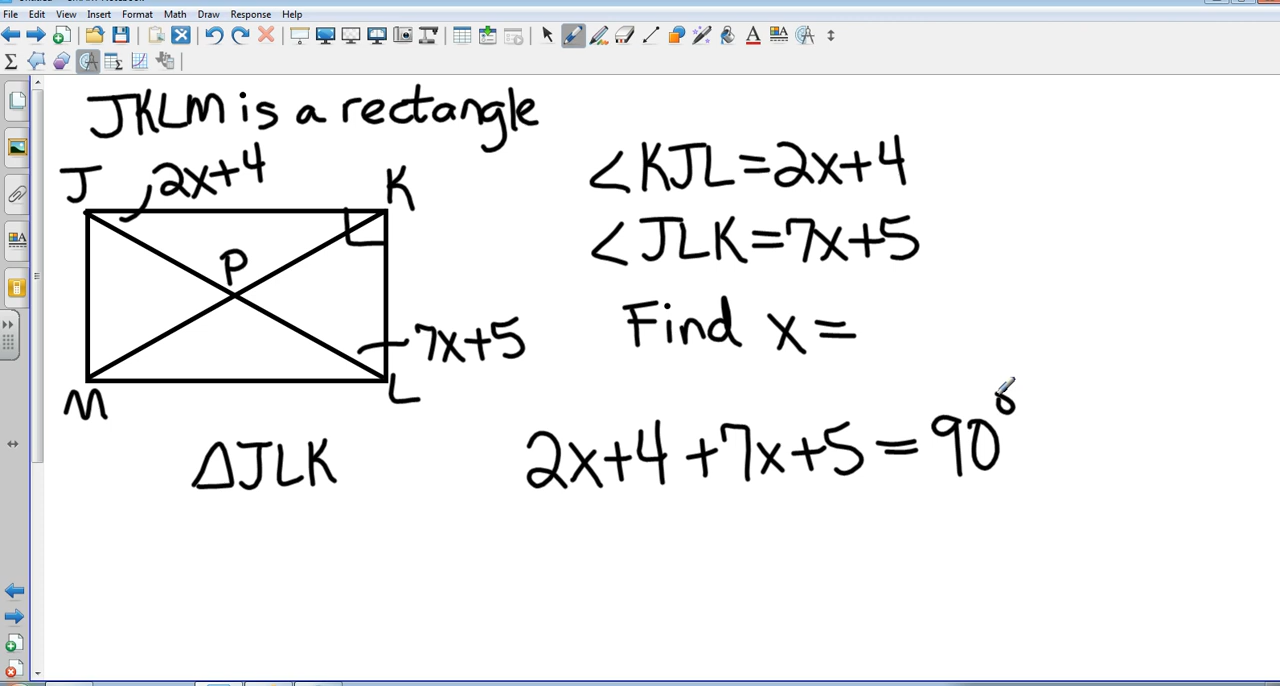 File Edit View Insert Format Math Draw Response Help
JKLM is a rectangle
J 2x+4 K
P
7x+5
M L
∠KJL=2x+4
∠JLK=7x+5
Find x=
△JLK
2x+4+7x+5=90°